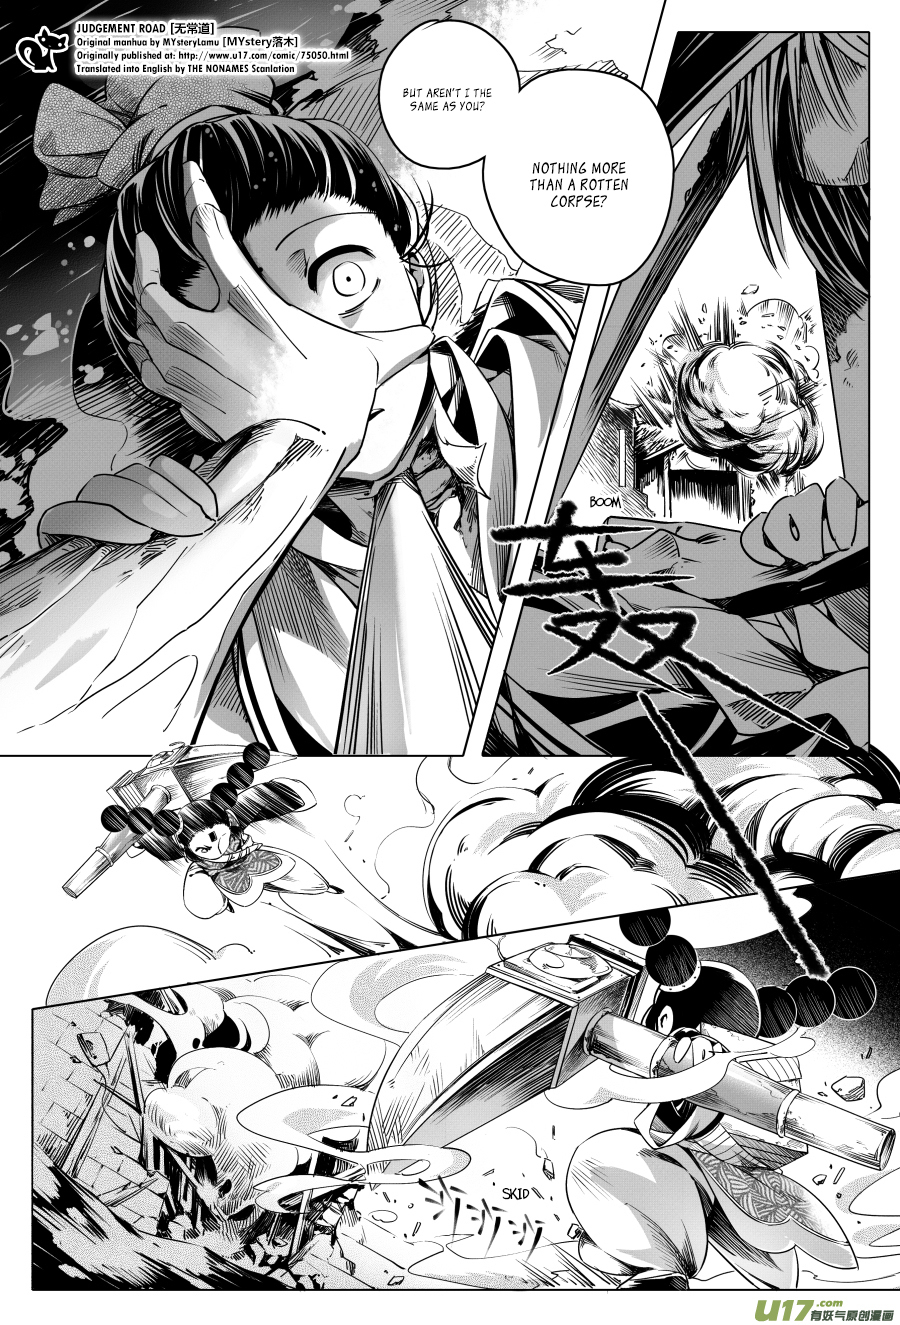 JUDGEMENT ROAD [无常道]
Original manhua by MYsteryLamu [MYstery落木]
Originally published at: http://www.u17.com/comic/75050.html
Translated into English by THE NONAMES Scanlation
BUT AREN'T I THE
SAME AS YOU?
NOTHING MORE
THAN A ROTTEN
CORPSE?
BOOM
轰
SKID
U17.com
有妖气原创漫画